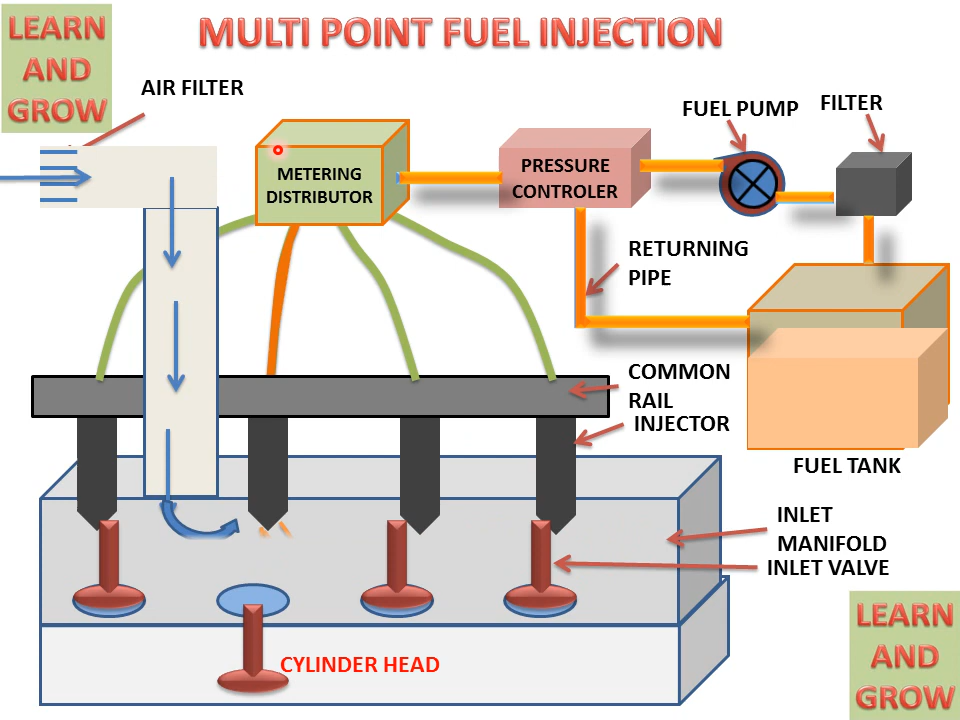 LEARN
AND
GROW
MULTI POINT FUEL INJECTION
AIR FILTER
FUEL PUMP
FILTER
METERING
DISTRIBUTOR
PRESSURE
CONTROLER
RETURNING
PIPE
COMMON
RAIL
INJECTOR
FUEL TANK
INLET
MANIFOLD
INLET VALVE
CYLINDER HEAD
LEARN
AND
GROW